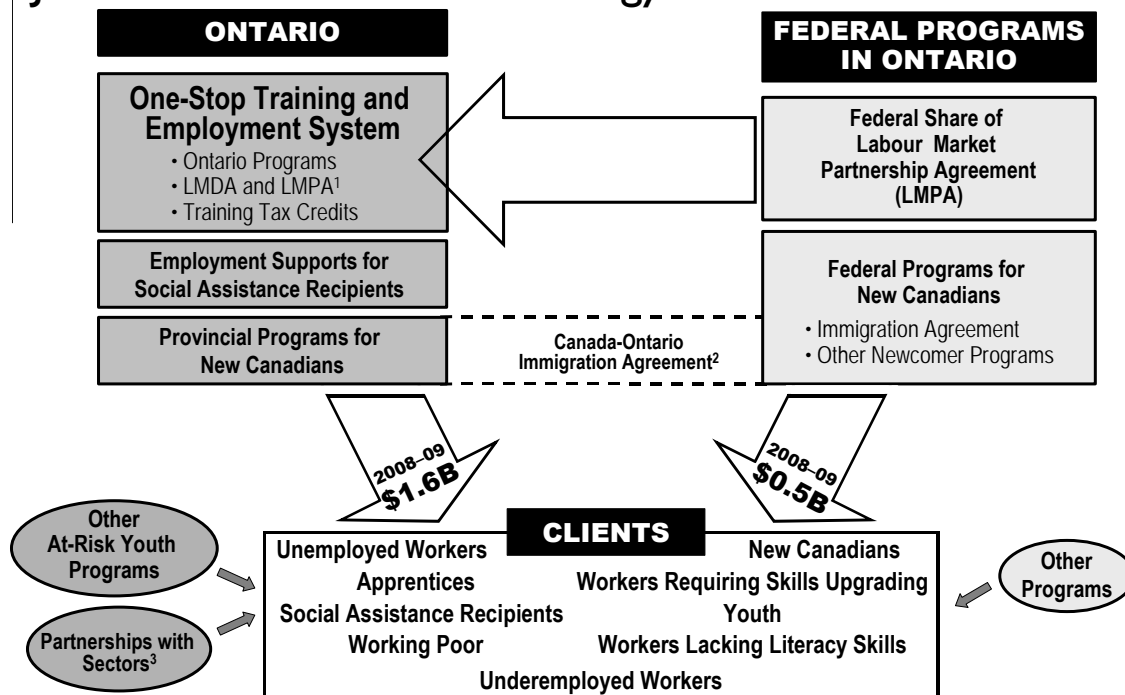 ONTARIO
One-Stop Training and
Employment System
• Ontario Programs
• LMDA and LMPA¹
• Training Tax Credits
Employment Supports for
Social Assistance Recipients
Provincial Programs for
New Canadians
FEDERAL PROGRAMS
IN ONTARIO
Federal Share of
Labour Market
Partnership Agreement
(LMPA)
Federal Programs for
New Canadians
• Immigration Agreement
• Other Newcomer Programs
Canada-Ontario
Immigration Agreement²
2008–09
$1.6B
2008–09
$0.5B
Other
At-Risk Youth
Programs
Partnerships with
Sectors³
CLIENTS
Unemployed Workers
New Canadians
Apprentices
Workers Requiring Skills Upgrading
Social Assistance Recipients
Youth
Working Poor
Workers Lacking Literacy Skills
Underemployed Workers
Other
Programs